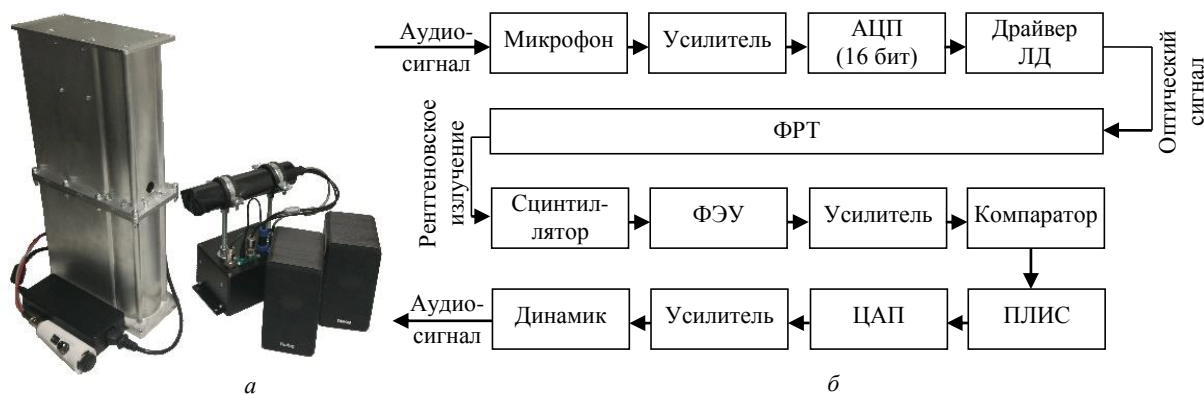 Аудио-
сигнал
Микрофон
Усилитель
АЦП
(16 бит)
Драйвер
ЛД
Оптический
сигнал
ФРТ
Рентгеновское
излучение
Сцинтил-
лятор
ФЭУ
Усилитель
Компаратор
Аудио-
сигнал
Динамик
Усилитель
ЦАП
ПЛИС
а
б